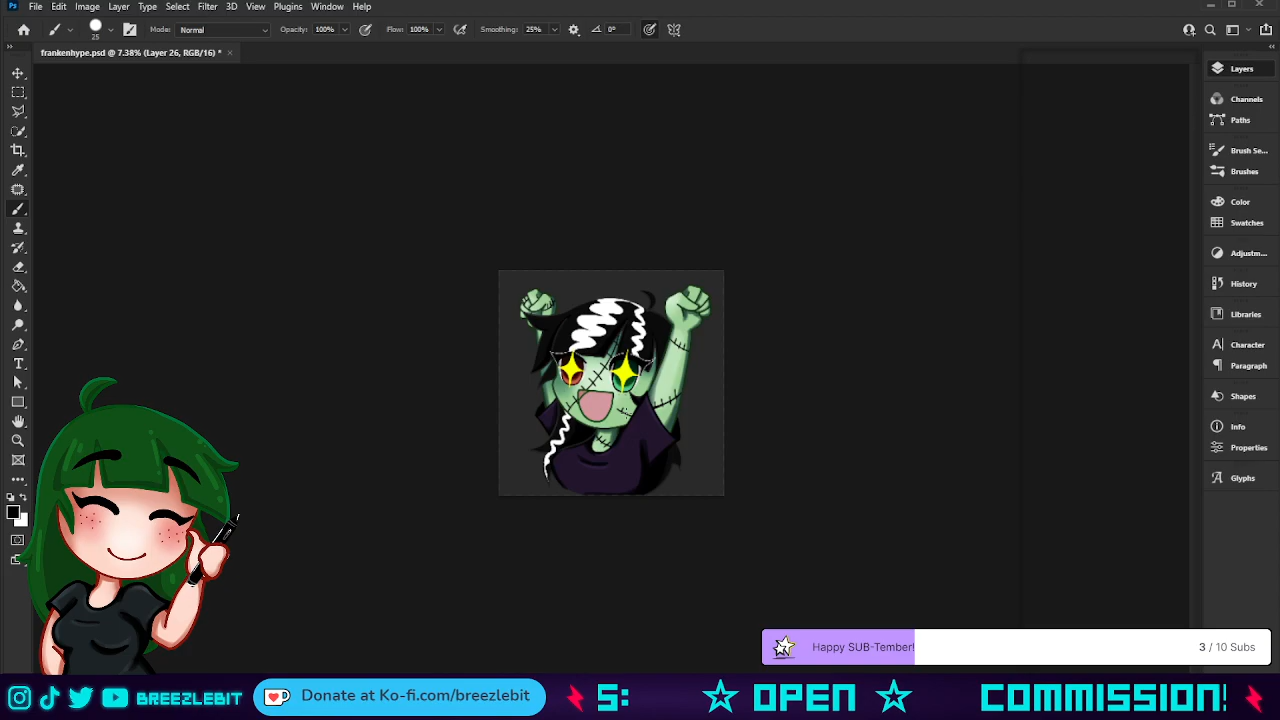 Ps File Edit Image Layer Type Select Filter 3D View Plugins Window Help
25 Mode: Normal Opacity: 100% Flow: 100% Smoothing: 25% 0°
frankenhype.psd @ 7.38% (Layer 26, RGB/16) * ×
Layers
Channels
Paths
Brush Se...
Brushes
Color
Swatches
Adjustm...
History
Libraries
Character
Paragraph
Shapes
Info
Properties
Glyphs
Happy SUB-Tember! 3 / 10 Subs
BREEZLEBIT Donate at Ko-fi.com/breezlebit S: OPEN COMMISSION!